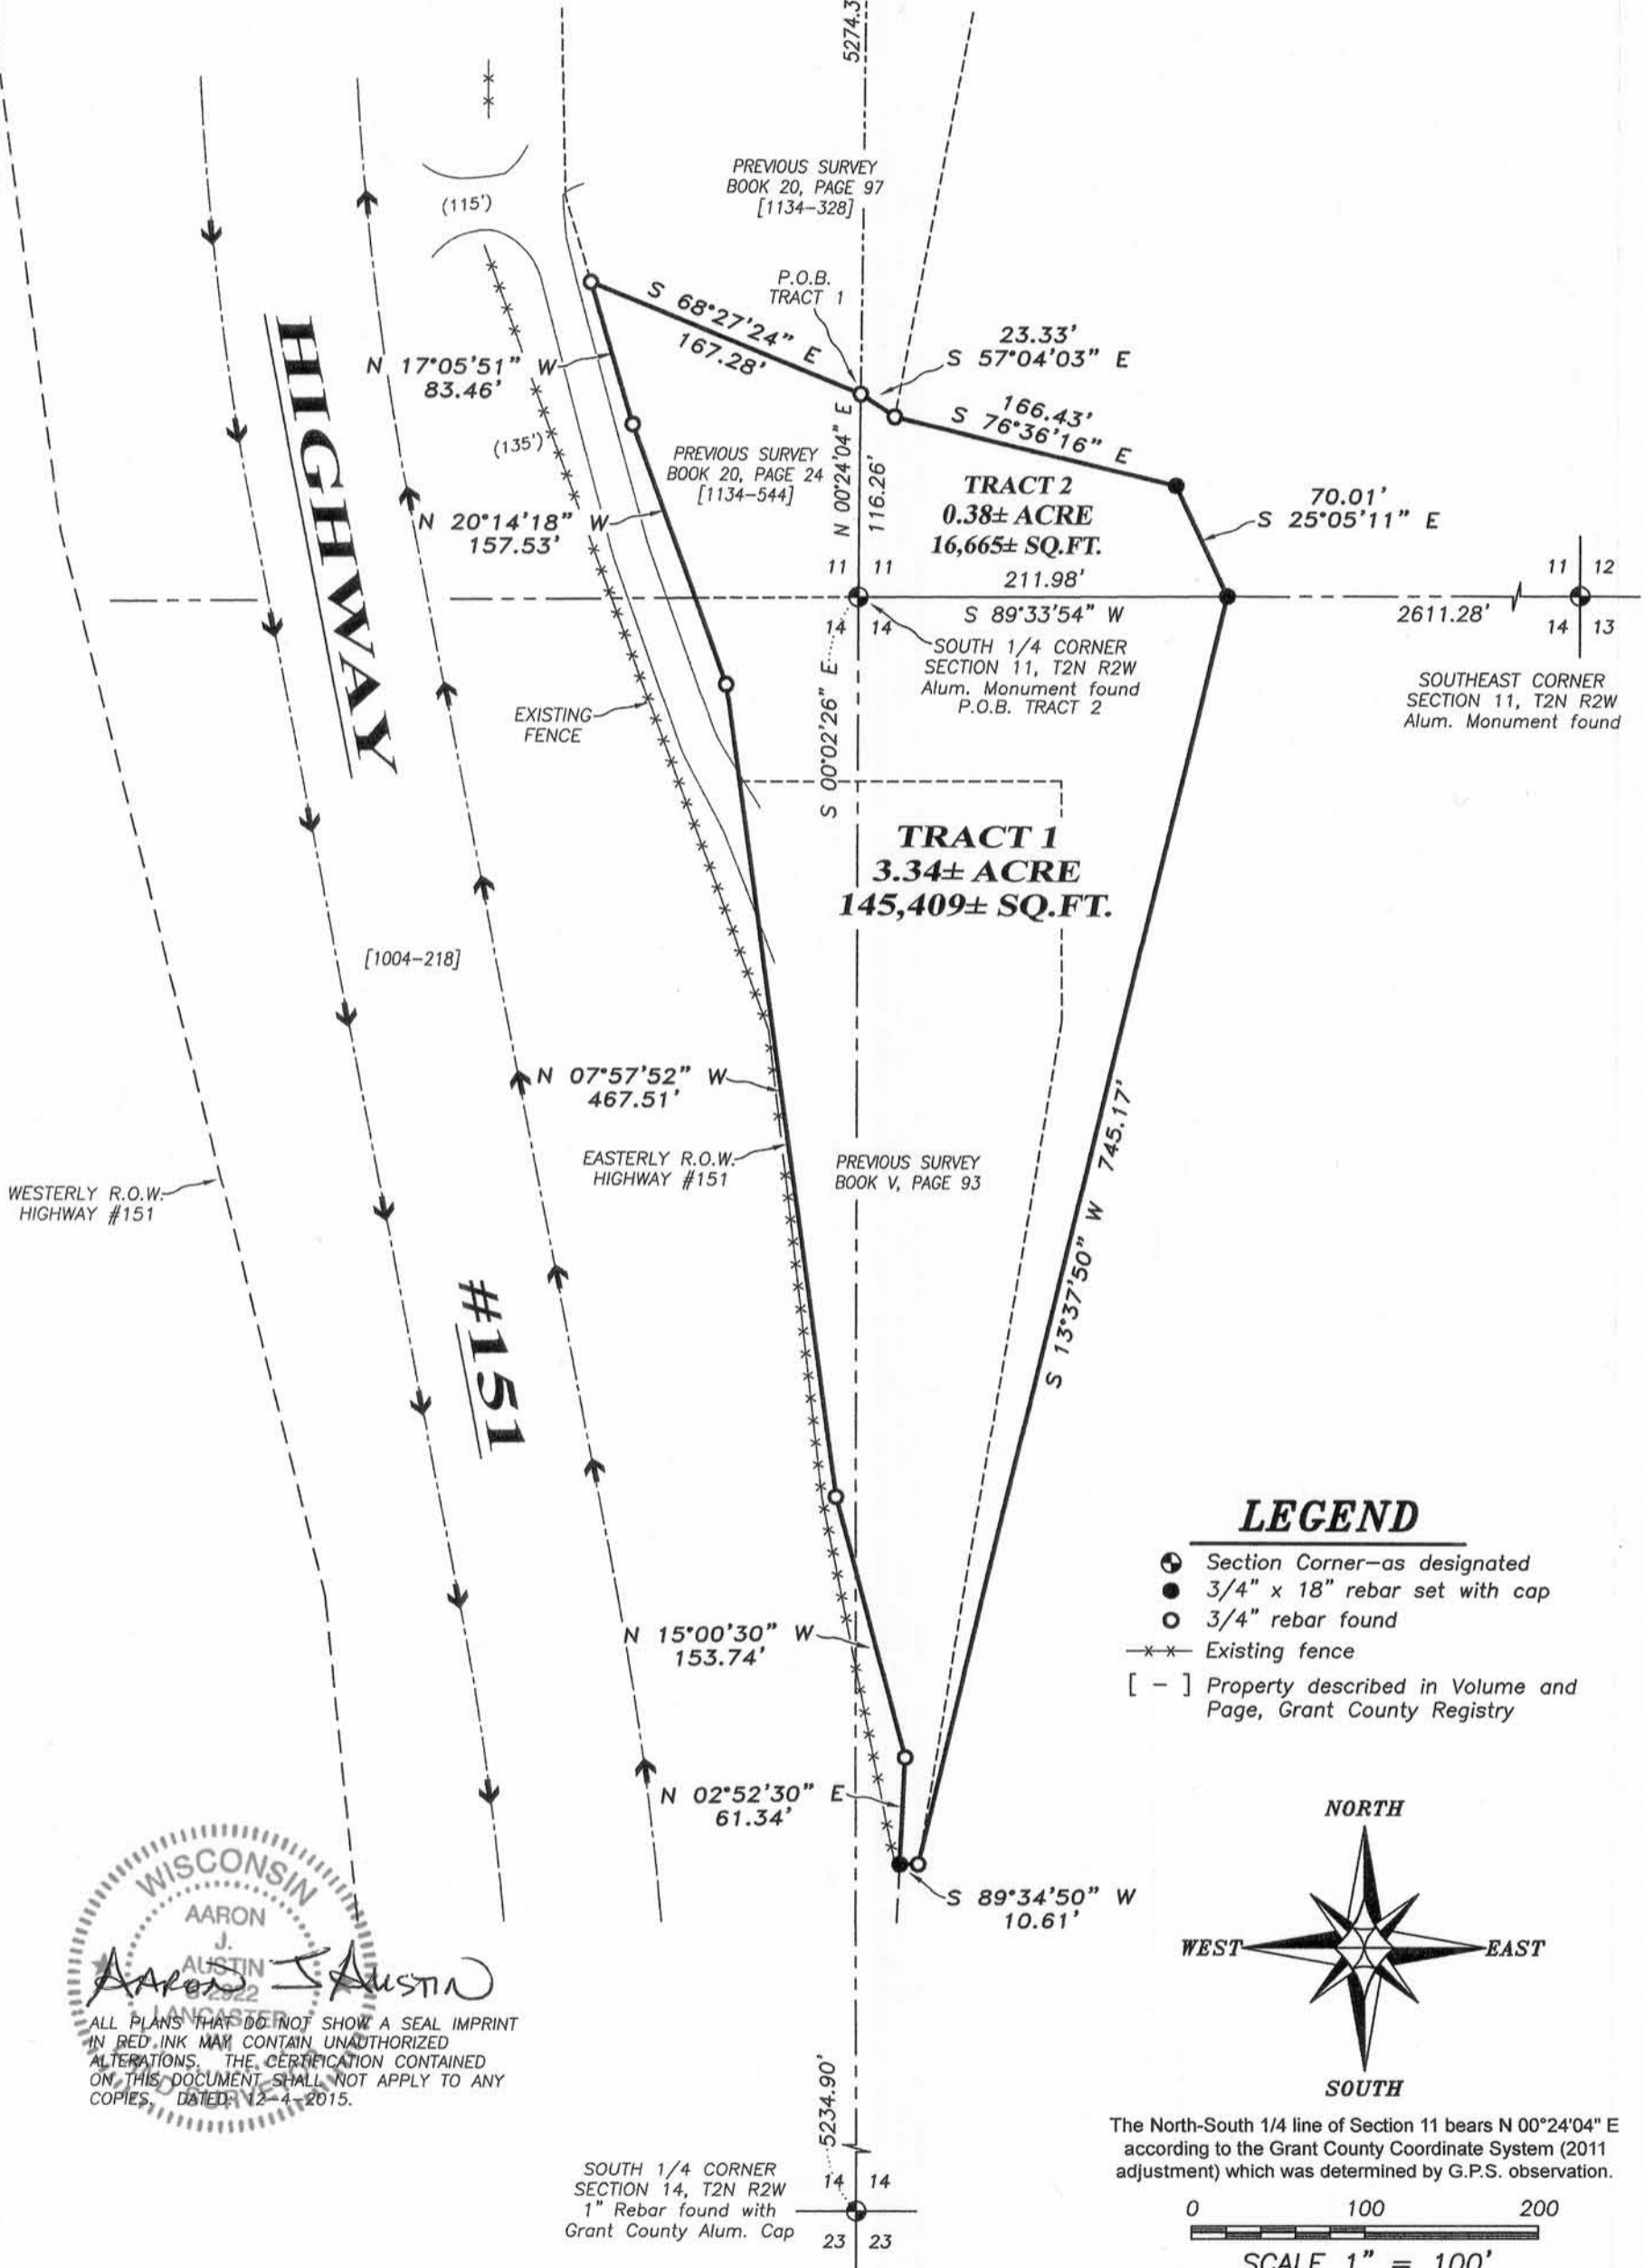 5274.3
PREVIOUS SURVEY
BOOK 20, PAGE 97
[1134-328]
(115')
P.O.B.
TRACT 1
S 68°27'24" E
167.28'
23.33'
S 57°04'03" E
N 17°05'51" W
83.46'
166.43'
S 76°36'16" E
(135')
PREVIOUS SURVEY
BOOK 20, PAGE 24
[1134-544]
N 00°24'04" E
116.26'
TRACT 2
0.38± ACRE
16,665± SQ.FT.
70.01'
S 25°05'11" E
N 20°14'18" W
157.53'
HIGHWAY
11 11
211.98'
11 12
S 89°33'54" W
2611.28'
14 14
14 13
SOUTH 1/4 CORNER
SECTION 11, T2N R2W
Alum. Monument found
P.O.B. TRACT 2
SOUTHEAST CORNER
SECTION 11, T2N R2W
Alum. Monument found
S 00°02'26" E
EXISTING
FENCE
TRACT 1
3.34± ACRE
145,409± SQ.FT.
[1004-218]
N 07°57'52" W
467.51'
EASTERLY R.O.W.
HIGHWAY #151
PREVIOUS SURVEY
BOOK V, PAGE 93
WESTERLY R.O.W.
HIGHWAY #151
S 13°37'50" W 745.17'
#151
LEGEND
Section Corner-as designated
3/4" x 18" rebar set with cap
3/4" rebar found
-x-x- Existing fence
[ - ] Property described in Volume and
Page, Grant County Registry
N 15°00'30" W
153.74'
N 02°52'30" E
61.34'
S 89°34'50" W
10.61'
NORTH
WEST
EAST
SOUTH
WISCONSIN
AARON
J.
AUSTIN
S-2922
LANCASTER
WI
LAND SURVEYOR
AARON J AUSTIN
ALL PLANS THAT DO NOT SHOW A SEAL IMPRINT
IN RED INK MAY CONTAIN UNAUTHORIZED
ALTERATIONS. THE CERTIFICATION CONTAINED
ON THIS DOCUMENT SHALL NOT APPLY TO ANY
COPIES. DATED: 12-4-2015.
5234.90'
The North-South 1/4 line of Section 11 bears N 00°24'04" E
according to the Grant County Coordinate System (2011
adjustment) which was determined by G.P.S. observation.
SOUTH 1/4 CORNER
SECTION 14, T2N R2W
1" Rebar found with
Grant County Alum. Cap
14 14
23 23
0 100 200
SCALE 1" = 100'